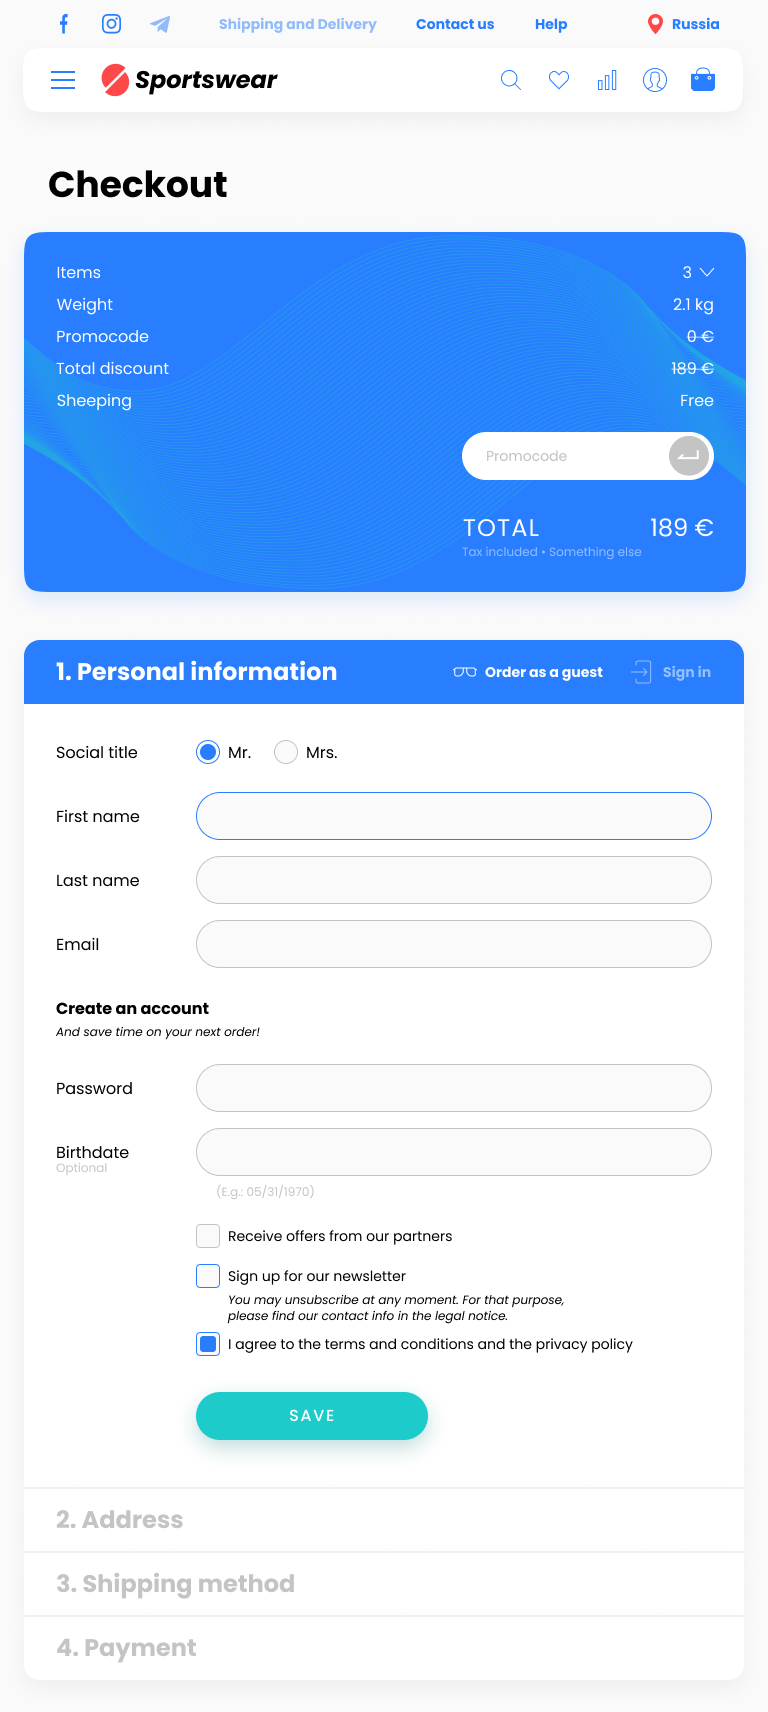 Shipping and Delivery Contact us Help Russia
Sportswear
Checkout
Items 3
Weight 2.1 kg
Promocode 0 €
Total discount 189 €
Sheeping Free
Promocode
TOTAL 189 €
Tax included • Something else
1. Personal information Order as a guest Sign in
Social title Mr. Mrs.
First name
Last name
Email
Create an account
And save time on your next order!
Password
Birthdate
Optional
(E.g.: 05/31/1970)
Receive offers from our partners
Sign up for our newsletter
You may unsubscribe at any moment. For that purpose,
please find our contact info in the legal notice.
I agree to the terms and conditions and the privacy policy
SAVE
2. Address
3. Shipping method
4. Payment